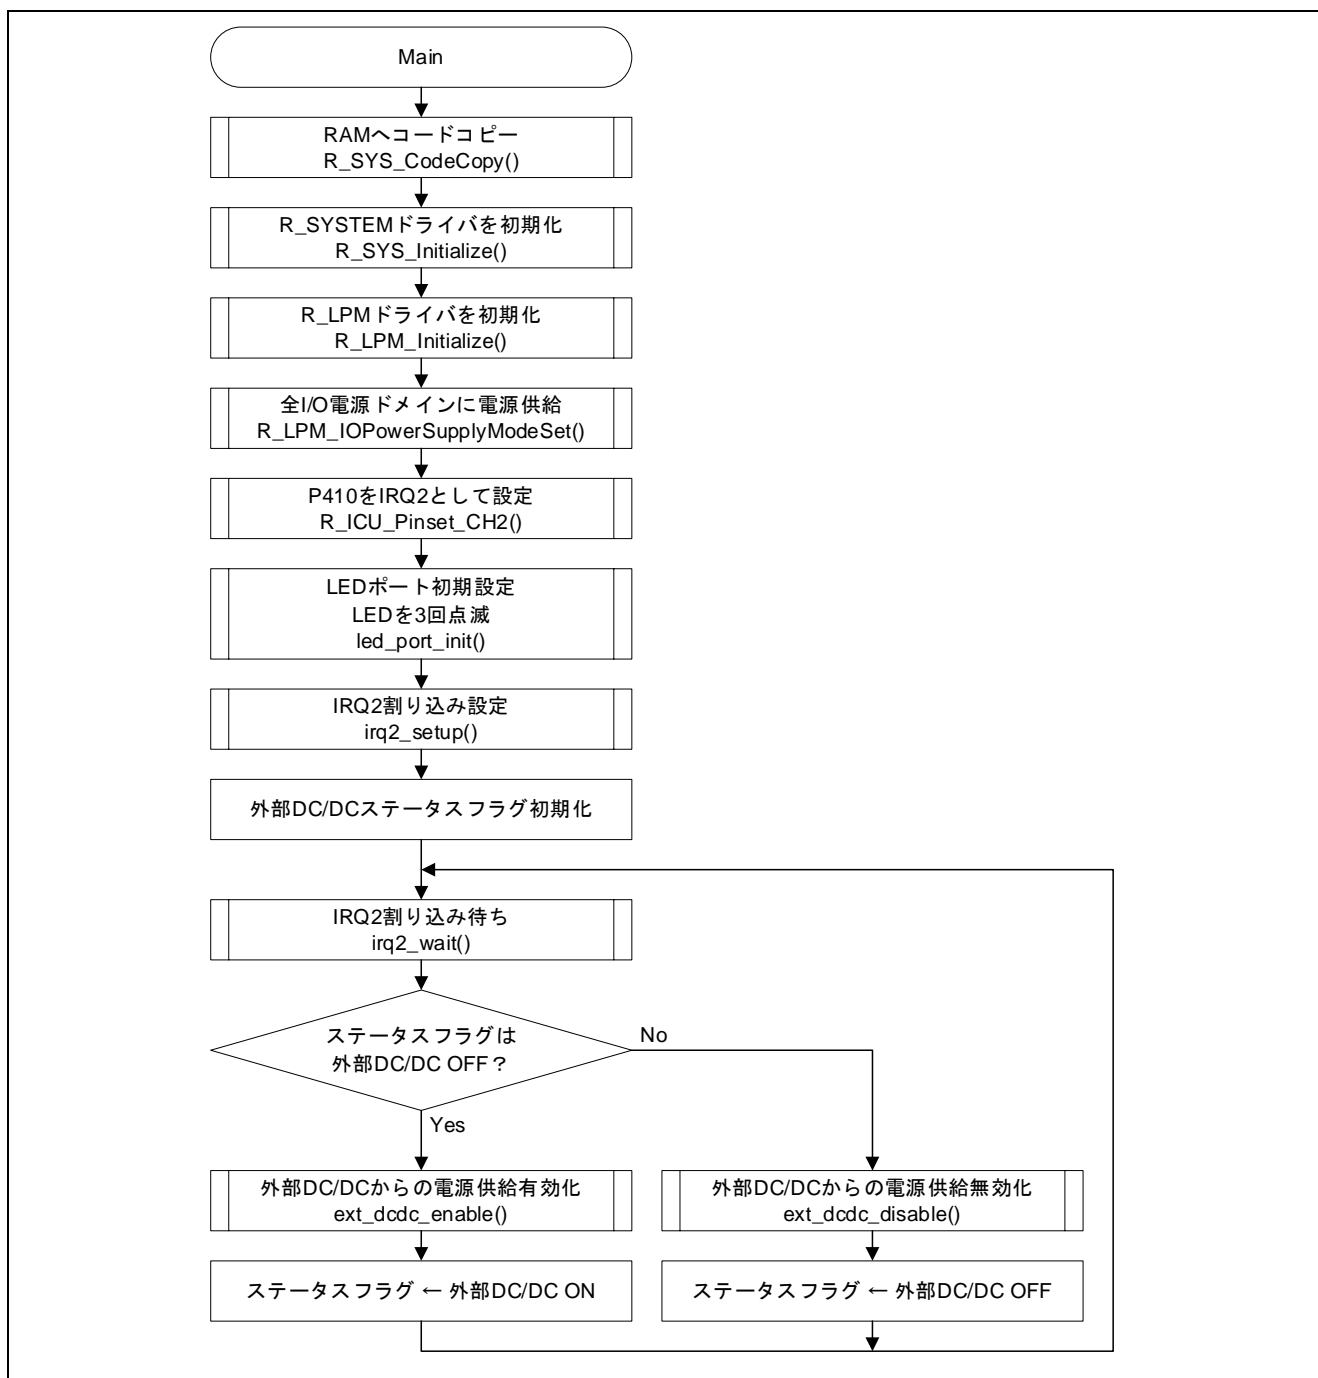 Main
RAMへコードコピー
R_SYS_CodeCopy()
R_SYSTEMドライバを初期化
R_SYS_Initialize()
R_LPMドライバを初期化
R_LPM_Initialize()
全I/O電源ドメインに電源供給
R_LPM_IOPowerSupplyModeSet()
P410をIRQ2として設定
R_ICU_Pinset_CH2()
LEDポート初期設定
LEDを3回点滅
led_port_init()
IRQ2割り込み設定
irq2_setup()
外部DC/DCステータスフラグ初期化
IRQ2割り込み待ち
irq2_wait()
ステータスフラグは
外部DC/DC OFF？
No
Yes
外部DC/DCからの電源供給有効化
ext_dcdc_enable()
外部DC/DCからの電源供給無効化
ext_dcdc_disable()
ステータスフラグ ← 外部DC/DC ON
ステータスフラグ ← 外部DC/DC OFF